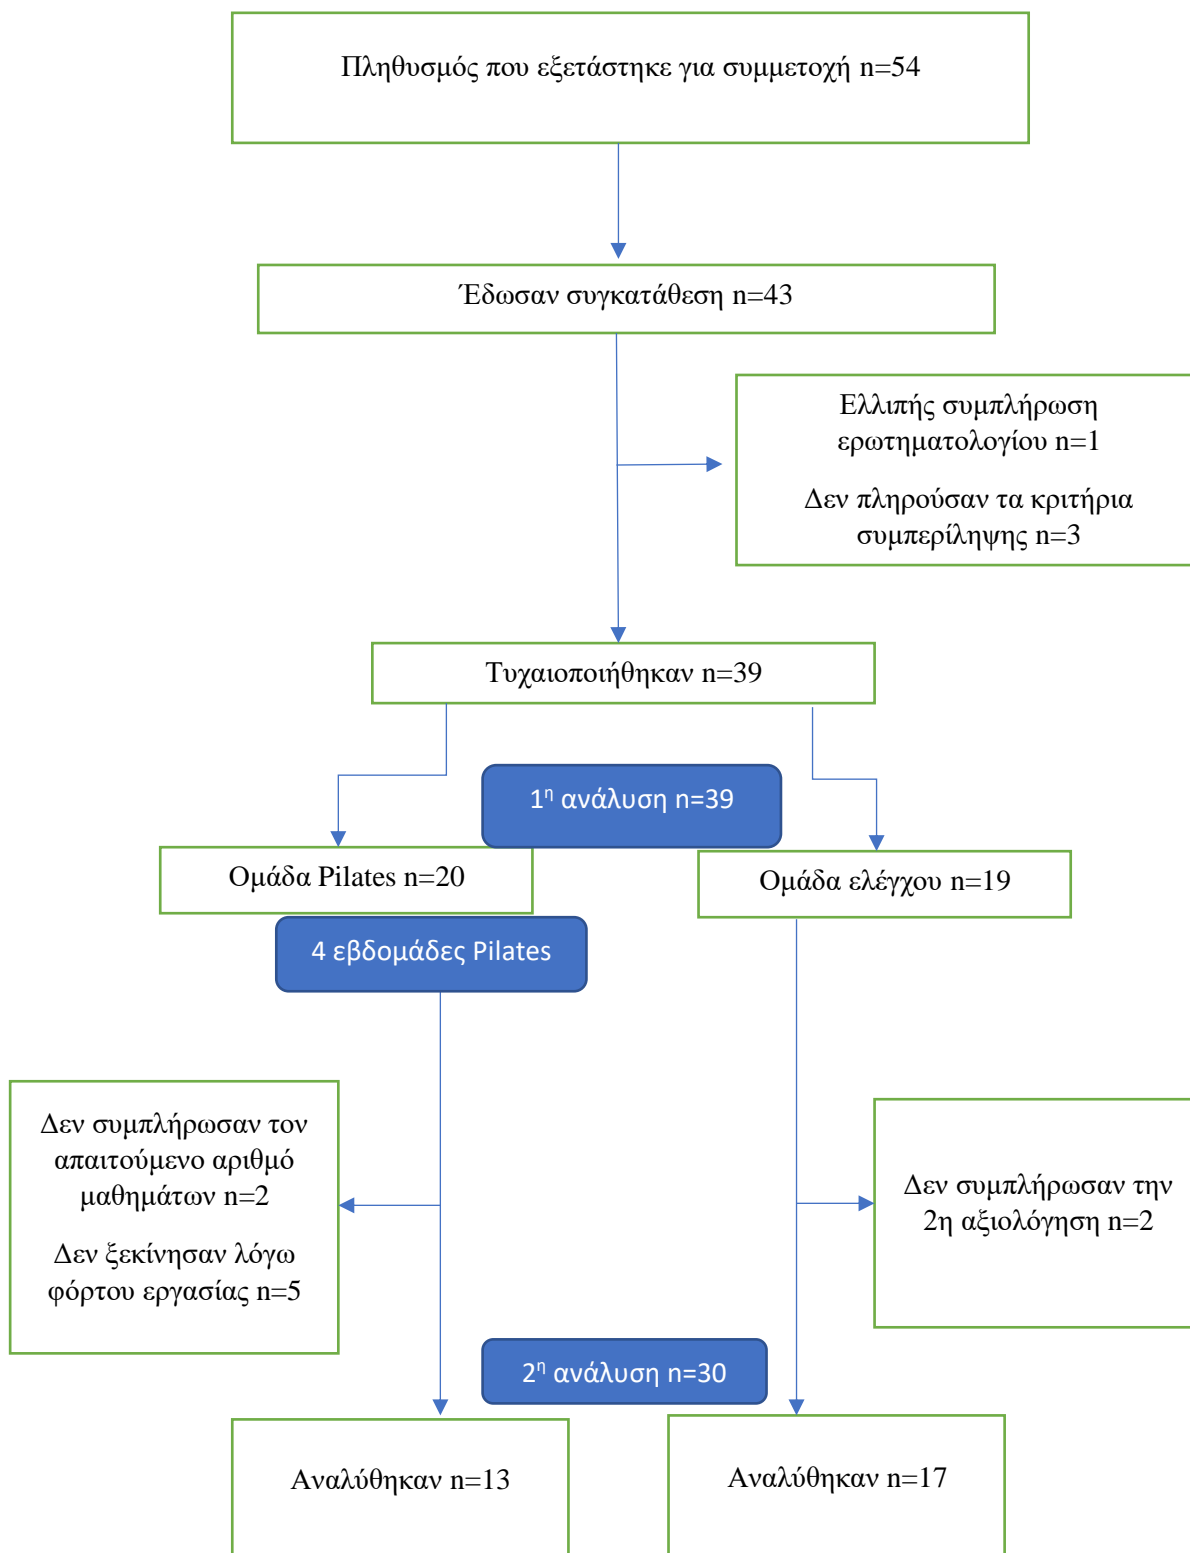 Πληθυσμός που εξετάστηκε για συμμετοχή n=54
Έδωσαν συγκατάθεση n=43
Ελλιπής συμπλήρωση
ερωτηματολογίου n=1
Δεν πληρούσαν τα κριτήρια
συμπερίληψης n=3
Τυχαιοποιήθηκαν n=39
1η ανάλυση n=39
Ομάδα Pilates n=20
Ομάδα ελέγχου n=19
4 εβδομάδες Pilates
Δεν συμπλήρωσαν τον
απαιτούμενο αριθμό
μαθημάτων n=2
Δεν ξεκίνησαν λόγω
φόρτου εργασίας n=5
Δεν συμπλήρωσαν την
2η αξιολόγηση n=2
2η ανάλυση n=30
Αναλύθηκαν n=13
Αναλύθηκαν n=17